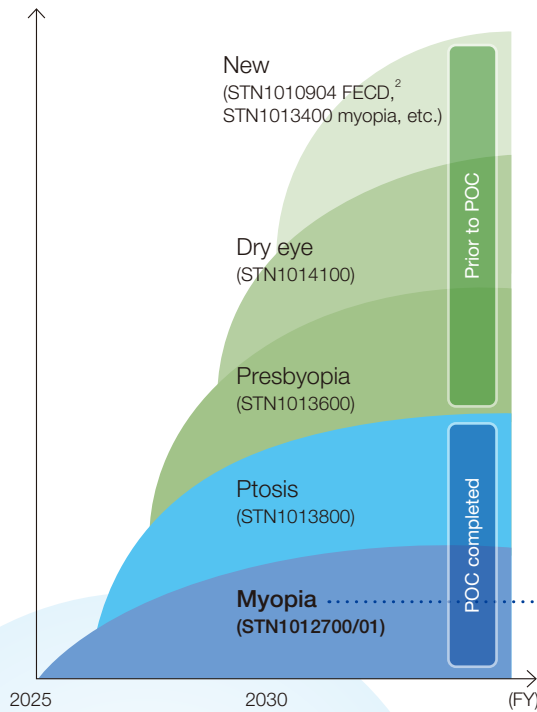 New
(STN1010904 FECD,²
STN1013400 myopia, etc.)
Prior to POC
Dry eye
(STN1014100)
Presbyopia
(STN1013600)
Ptosis
(STN1013800)
POC completed
Myopia
(STN1012700/01)
2025
2030
(FY)